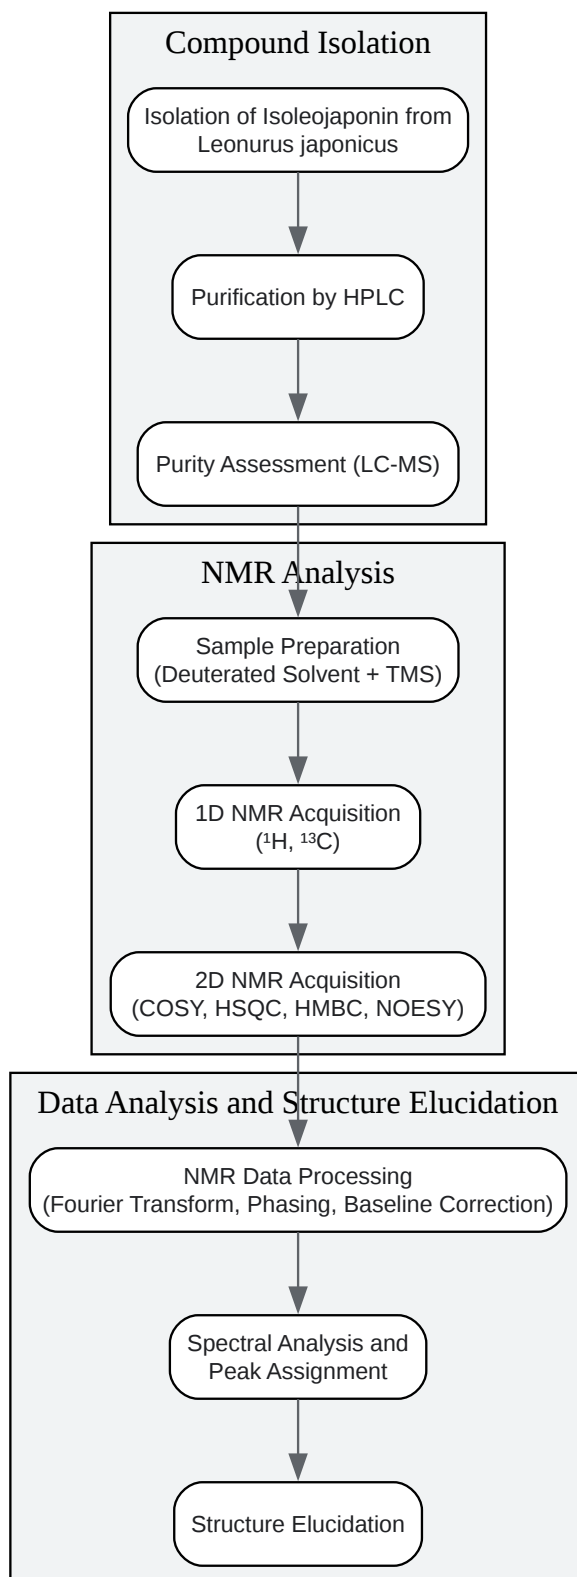 Compound Isolation
Isolation of Isoleojaponin from
Leonurus japonicus
Purification by HPLC
Purity Assessment (LC-MS)
NMR Analysis
Sample Preparation
(Deuterated Solvent + TMS)
1D NMR Acquisition
(¹H, ¹³C)
2D NMR Acquisition
(COSY, HSQC, HMBC, NOESY)
Data Analysis and Structure Elucidation
NMR Data Processing
(Fourier Transform, Phasing, Baseline Correction)
Spectral Analysis and
Peak Assignment
Structure Elucidation